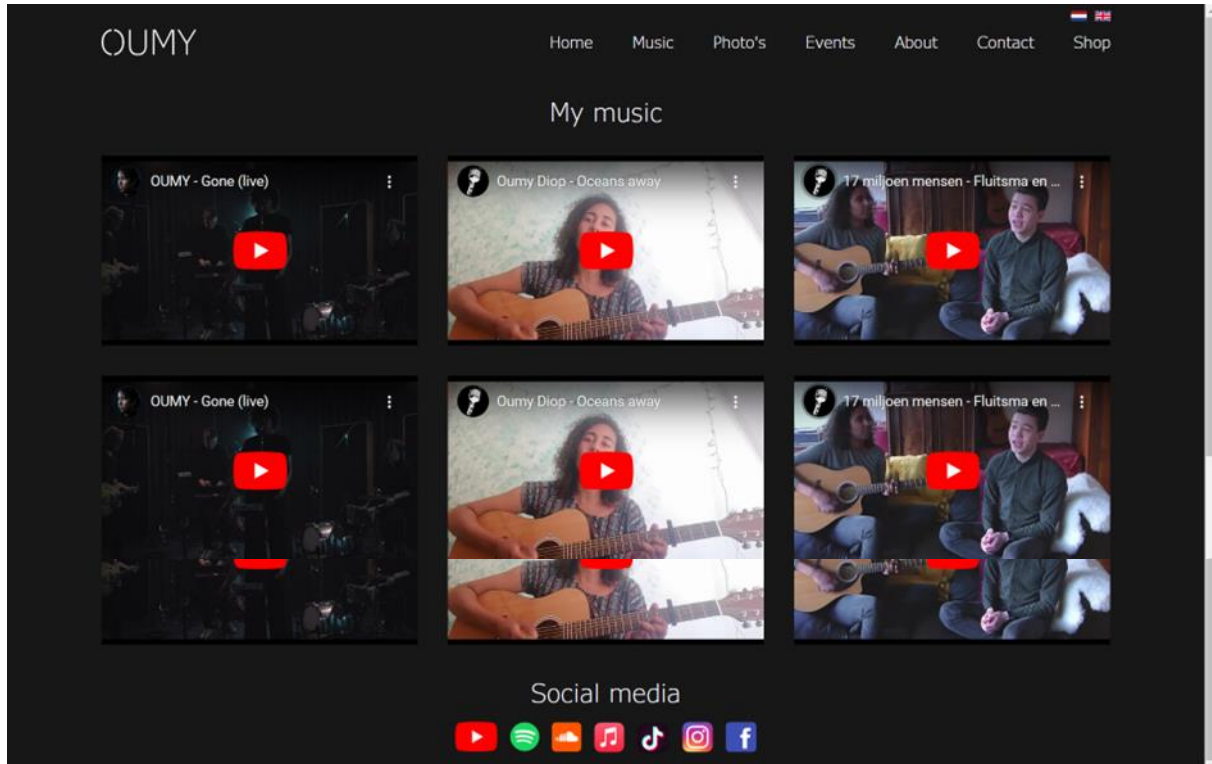 OUMY
Home Music Photo's Events About Contact Shop
My music
OUMY - Gone (live)
Oumy Diop - Oceans away
17 miljoen mensen - Fluitsma en ...
OUMY - Gone (live)
Oumy Diop - Oceans away
17 miljoen mensen - Fluitsma en ...
Social media